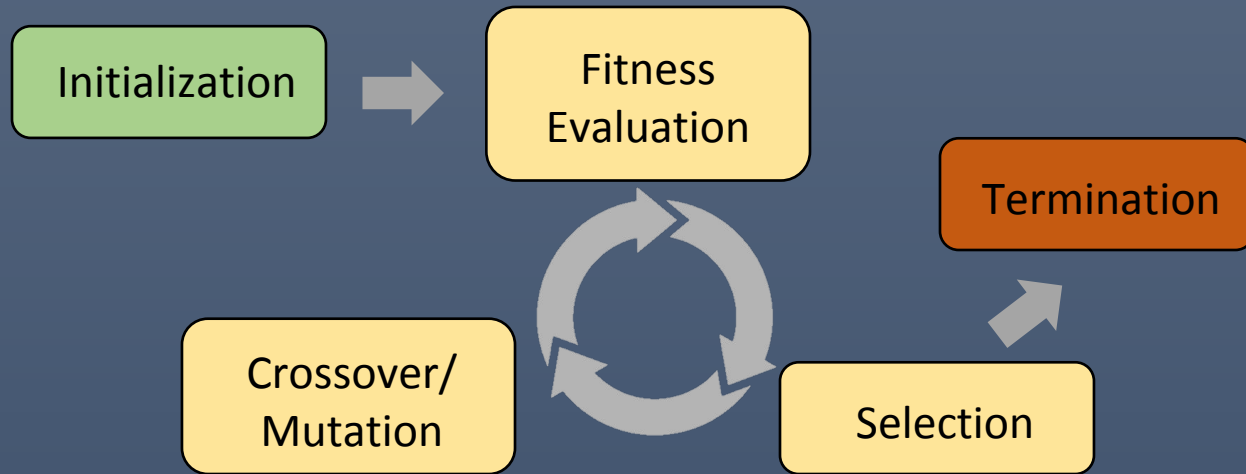 Initialization
Fitness
Evaluation
Termination
Crossover/
Mutation
Selection